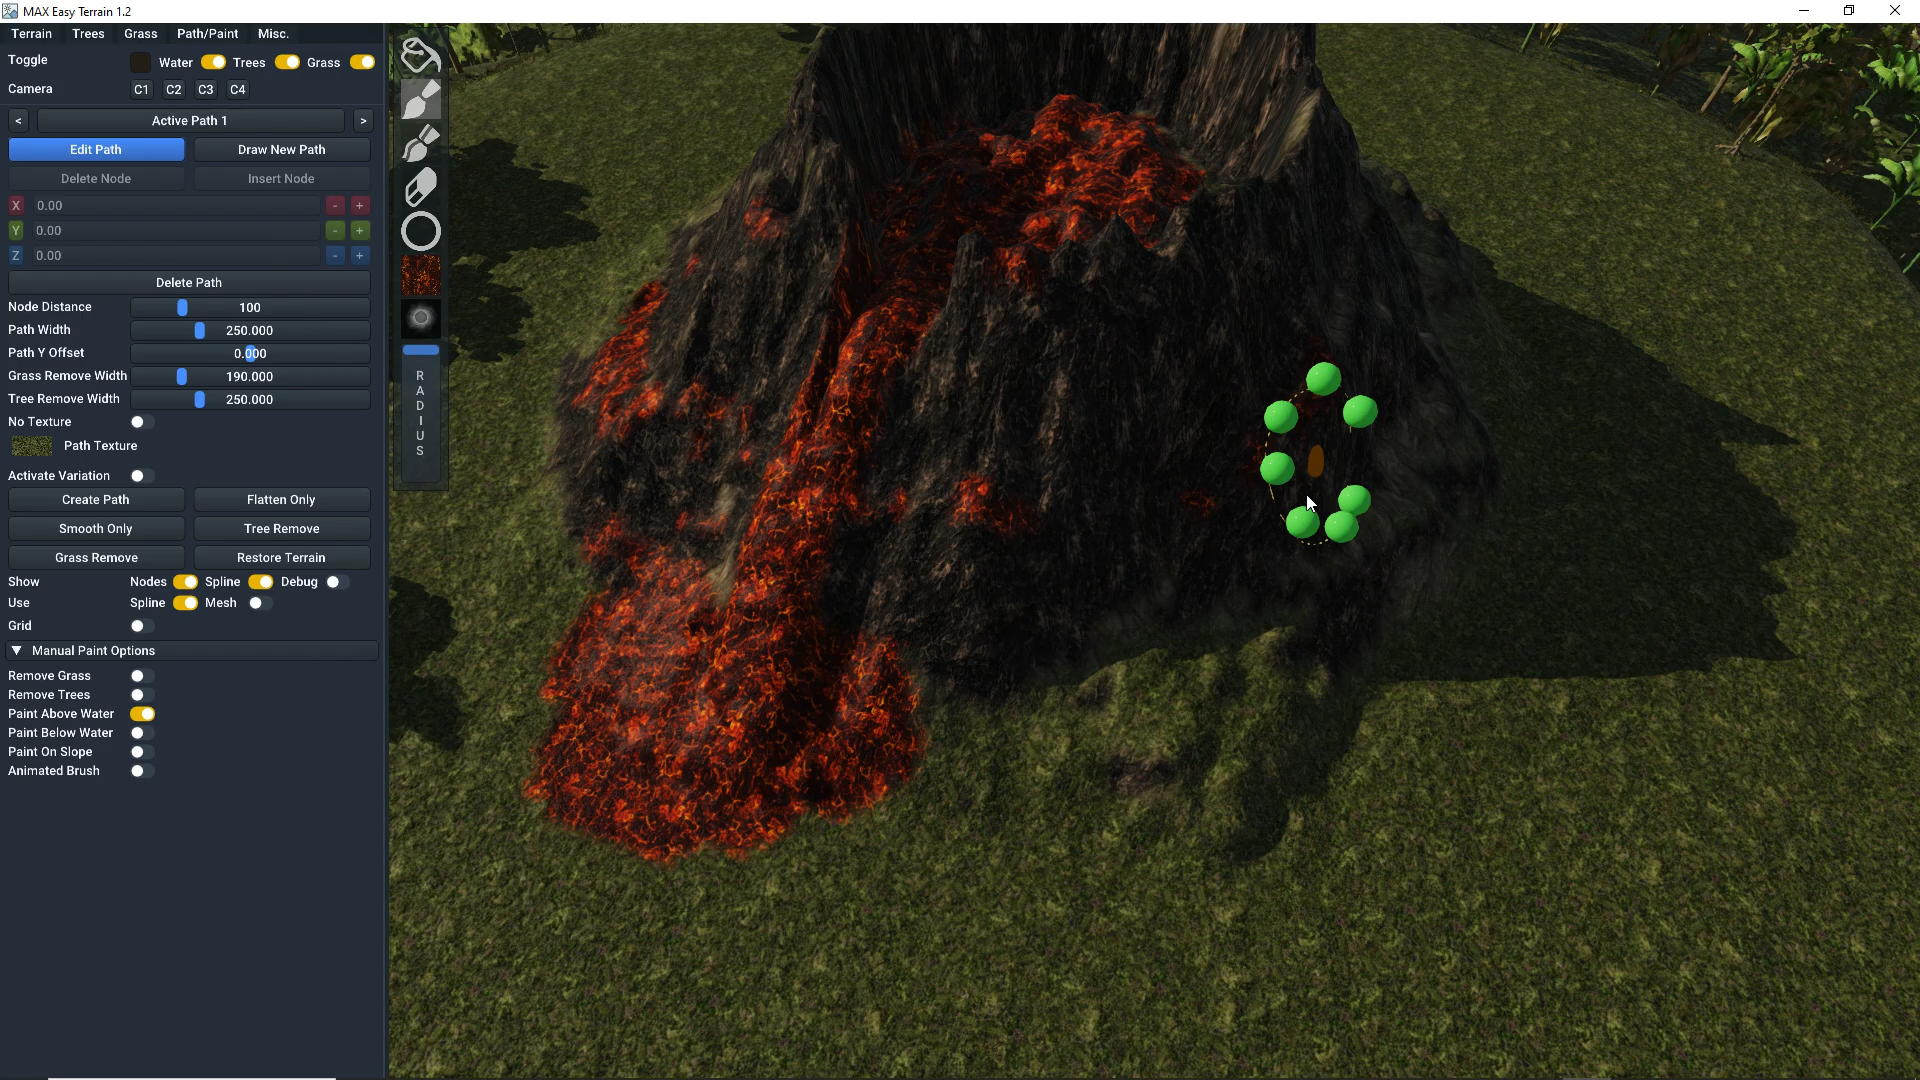 MAX Easy Terrain 1.2
Terrain Trees Grass Path/Paint Misc.
Toggle Water Trees Grass
Camera C1 C2 C3 C4
< Active Path 1 >
Edit Path Draw New Path
Delete Node Insert Node
X 0.00 - +
Y 0.00 - +
Z 0.00 - +
Delete Path
Node Distance 100
Path Width 250.000
Path Y Offset 0.000
Grass Remove Width 190.000
Tree Remove Width 250.000
No Texture
Path Texture
Activate Variation
Create Path Flatten Only
Smooth Only Tree Remove
Grass Remove Restore Terrain
Show Nodes Spline Debug
Use Spline Mesh
Grid
Manual Paint Options
Remove Grass
Remove Trees
Paint Above Water
Paint Below Water
Paint On Slope
Animated Brush
RADIUS